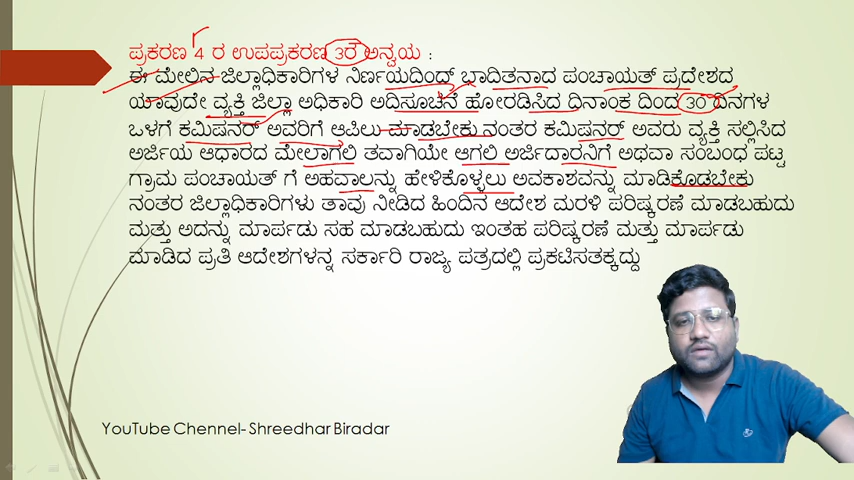 ಪ್ರಕರಣ 4 ರ ಉಪಪ್ರಕರಣ 3ರ ಅನ್ವಯ :
ಈ ಮೇಲಿನ ಜಿಲ್ಲಾಧಿಕಾರಿಗಳ ನಿರ್ಣಯದಿಂದ್ ಭಾದಿತನಾದ ಪಂಚಾಯತ್ ಪ್ರದೇಶದ
ಯಾವುದೇ ವ್ಯಕ್ತಿ ಜಿಲ್ಲಾ ಅಧಿಕಾರಿ ಅದಿಸೂಚನೆ ಹೋರಡಿಸಿದ ದಿನಾಂಕ ದಿಂದ 30 ದಿನಗಳ
ಒಳಗೆ ಕಮಿಷನರ್ ಅವರಿಗೆ ಆಪಿಲು ಮಾಡಬೇಕು ನಂತರ ಕಮಿಷನರ್ ಅವರು ವ್ಯಕ್ತಿ ಸಲ್ಲಿಸಿದ
ಅರ್ಜಿಯ ಆಧಾರದ ಮೇಲಾಗಲಿ ತವಾಗಿಯೇ ಆಗಲಿ ಅರ್ಜಿದಾರನಿಗೆ ಅಥವಾ ಸಂಬಂಧ ಪಟ್ಟ
ಗ್ರಾಮ ಪಂಚಾಯತ್ ಗೆ ಅಹವಾಲನ್ನು ಹೇಳಿಕೊಳ್ಳಲು ಅವಕಾಶವನ್ನು ಮಾಡಿಕೊಡಬೇಕು
ನಂತರ ಜಿಲ್ಲಾಧಿಕಾರಿಗಳು ತಾವು ನೀಡಿದ ಹಿಂದಿನ ಆದೇಶ ಮರಳಿ ಪರಿಷ್ಕರಣೆ ಮಾಡಬಹುದು
ಮತ್ತು ಅದನ್ನು ಮಾರ್ಪಡು ಸಹ ಮಾಡಬಹುದು ಇಂತಹ ಪರಿಷ್ಕರಣೆ ಮತ್ತು ಮಾರ್ಪಡು
ಮಾಡಿದ ಪ್ರತಿ ಆದೇಶಗಳನ್ನ ಸರ್ಕಾರಿ ರಾಜ್ಯ ಪತ್ರದಲ್ಲಿ ಪ್ರಕಟಿಸತಕ್ಕದ್ದು
YouTube Chennel- Shreedhar Biradar